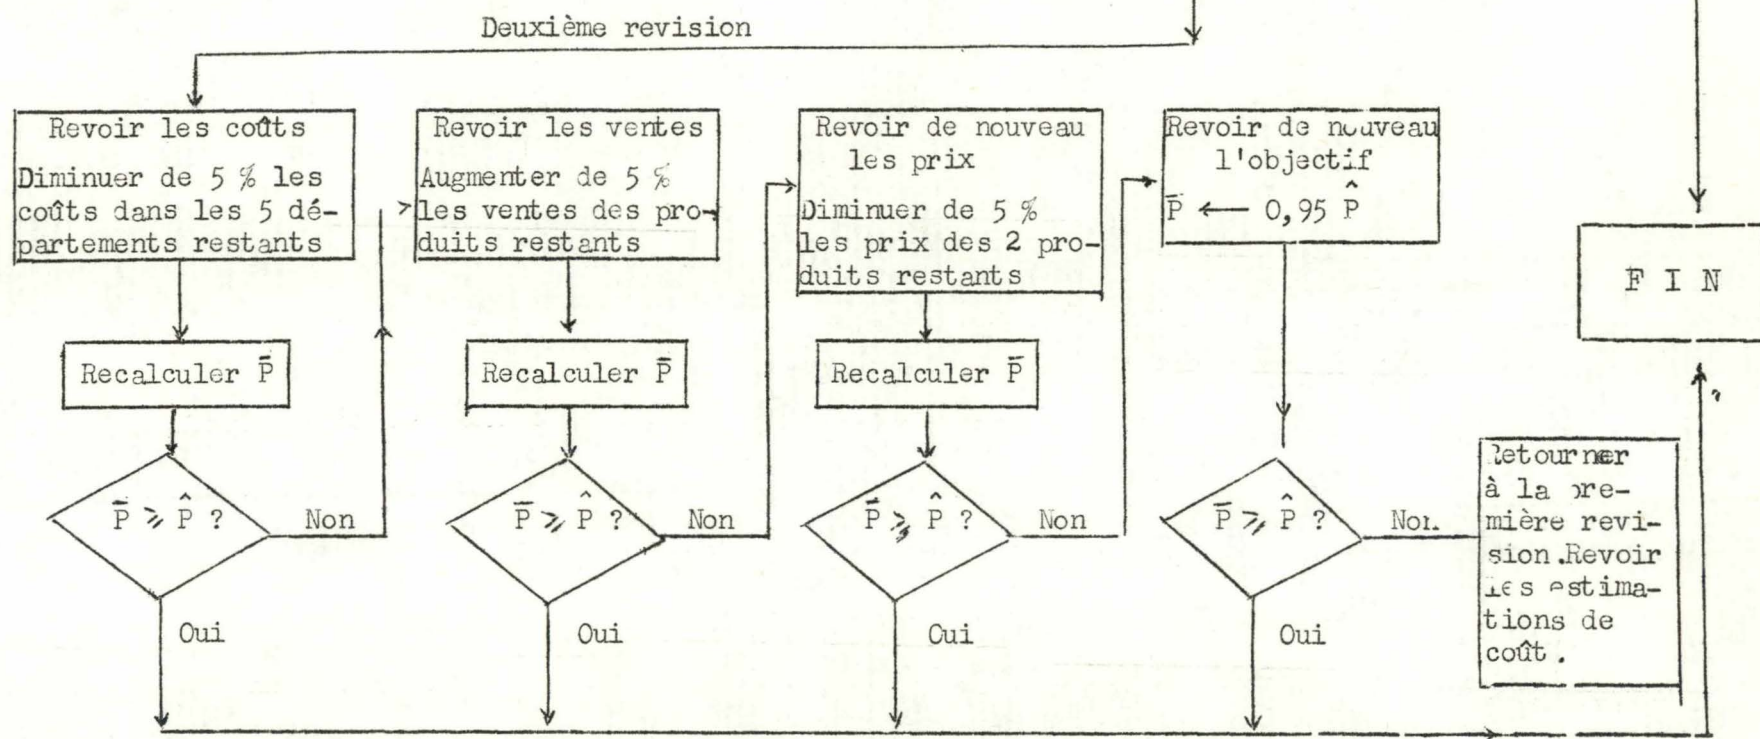 Deuxième revision
Revoir les coûts
Diminuer de 5 % les
coûts dans les 5 dé-
partements restants
Recalculer P̄
P̄ ≥ P̂ ?
Non
Oui
Revoir les ventes
Augmenter de 5 %
les ventes des pro-
duits restants
Recalculer P̄
P̄ ≥ P̂ ?
Non
Oui
Revoir de nouveau
les prix
Diminuer de 5 %
les prix des 2 pro-
duits restants
Recalculer P̄
P̄ ≥ P̂ ?
Non
Oui
Revoir de nouveau
l'objectif
P̄ ← 0,95 P̂
P̄ ≥ P̂ ?
Non
Oui
Retourner
à la pre-
mière revi-
sion.Revoir
les estima-
tions de
coût.
F I N